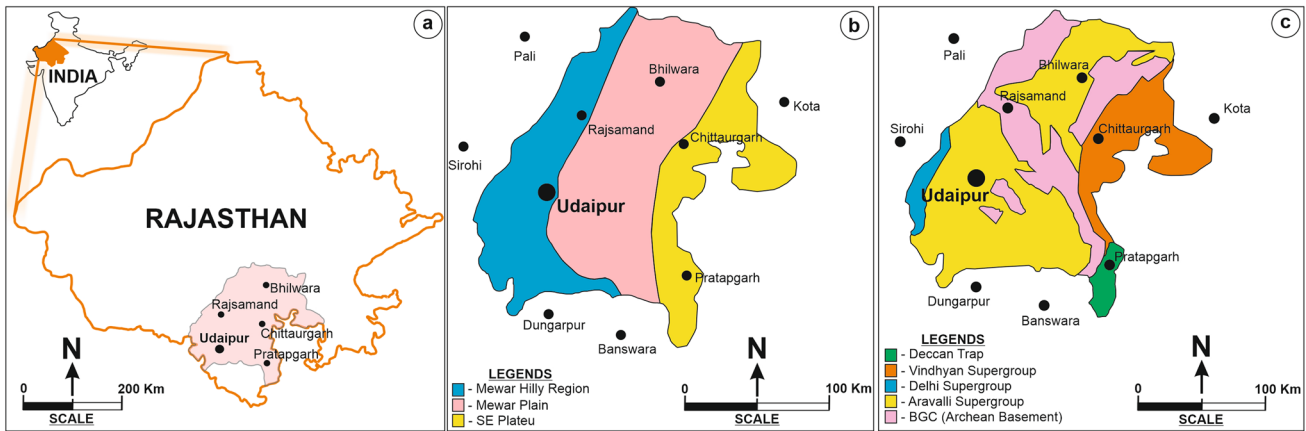 a
INDIA
RAJASTHAN
Bhilwara
Rajsamand
Chittaurgarh
Udaipur
Pratapgarh
N
0 200 Km
SCALE
b
Pali
Bhilwara
Kota
Rajsamand
Chittaurgarh
Sirohi
Udaipur
Pratapgarh
Dungarpur
Banswara
LEGENDS
- Mewar Hilly Region
- Mewar Plain
- SE Plateu
N
0 100 Km
SCALE
c
Pali
Bhilwara
Rajsamand
Kota
Sirohi
Chittaurgarh
Udaipur
Pratapgarh
Dungarpur
Banswara
LEGENDS
- Deccan Trap
- Vindhyan Supergroup
- Delhi Supergroup
- Aravalli Supergroup
- BGC (Archean Basement)
N
0 100 Km
SCALE